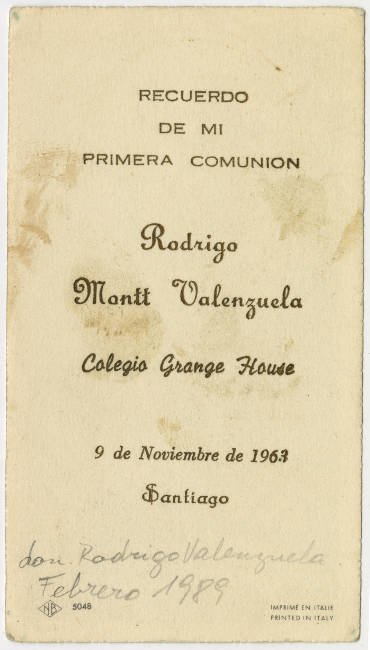 RECUERDO
DE MI
PRIMERA COMUNION
Rodrigo
Montt Valenzuela
Colegio Grange House
9 de Noviembre de 1963
Santiago
don. Rodrigo Valenzuela
Febrero 1989
NB 5048
IMPRIMÉ EN ITALIE
PRINTED IN ITALY